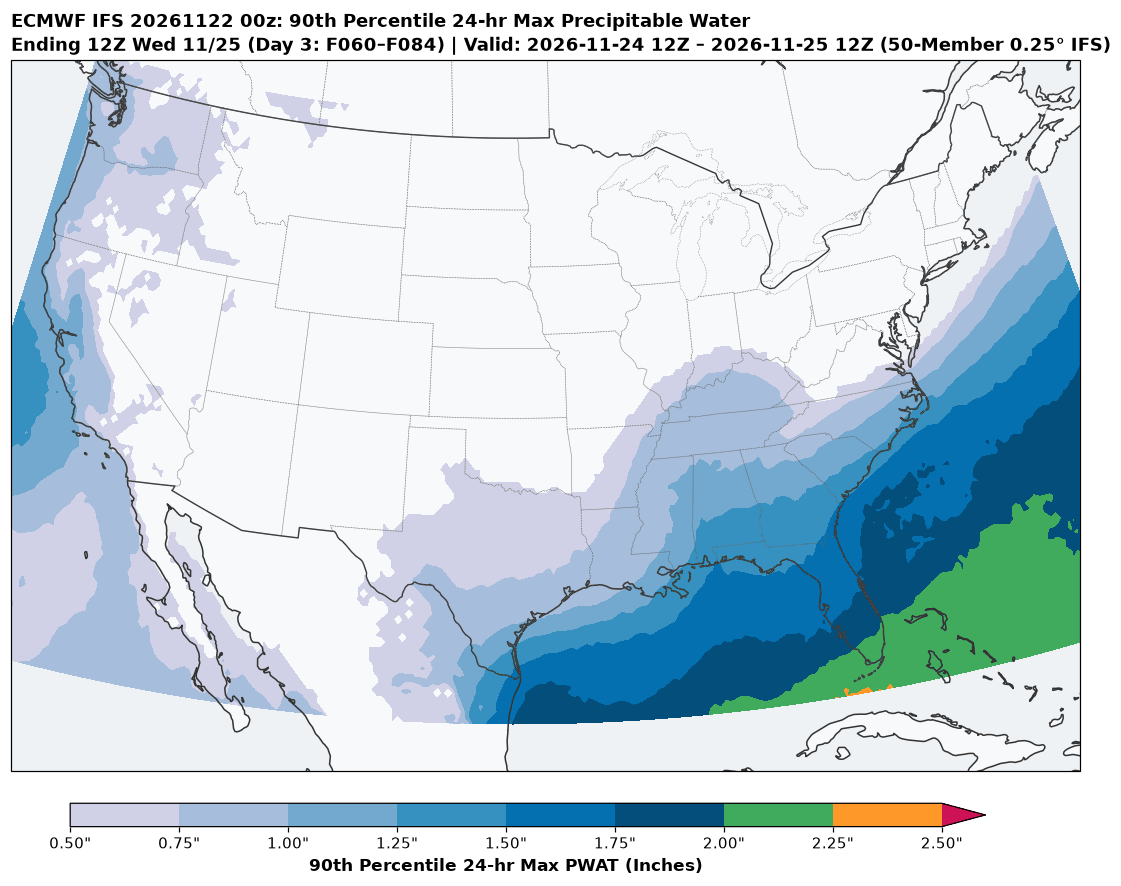 ECMWF IFS 20261122 00z: 90th Percentile 24-hr Max Precipitable Water
Ending 12Z Wed 11/25 (Day 3: F060–F084) | Valid: 2026-11-24 12Z – 2026-11-25 12Z (50-Member 0.25° IFS)
0.50" 0.75" 1.00" 1.25" 1.50" 1.75" 2.00" 2.25" 2.50"
90th Percentile 24-hr Max PWAT (Inches)